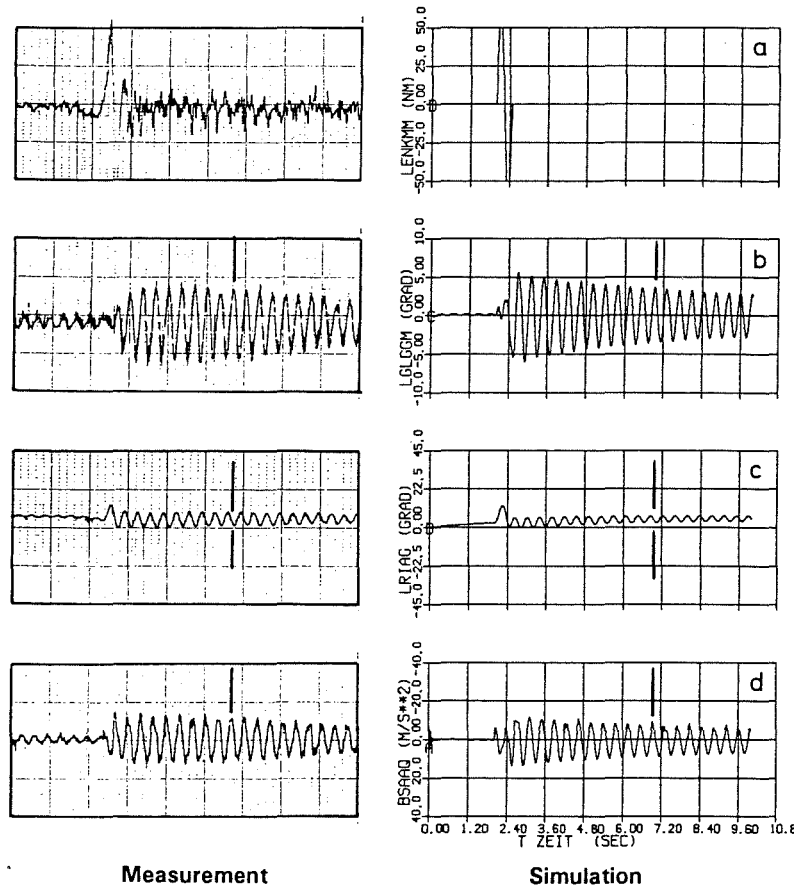 50.0
25.0
0.00
-25.0
-50.0
LENKMM (NM)
a
10.0
5.00
0.00
-5.00
-10.0
LGLGGM (GRAD)
b
45.0
22.5
0.00
-22.5
-45.0
LRIAG (GRAD)
c
-40.0
-20.0
0.00
20.0
40.0
BSAAQ (M/S**2)
d
0.00 1.20 2.40 3.60 4.80 6.00 7.20 8.40 9.60 10.8
T ZEIT (SEC)
Measurement Simulation